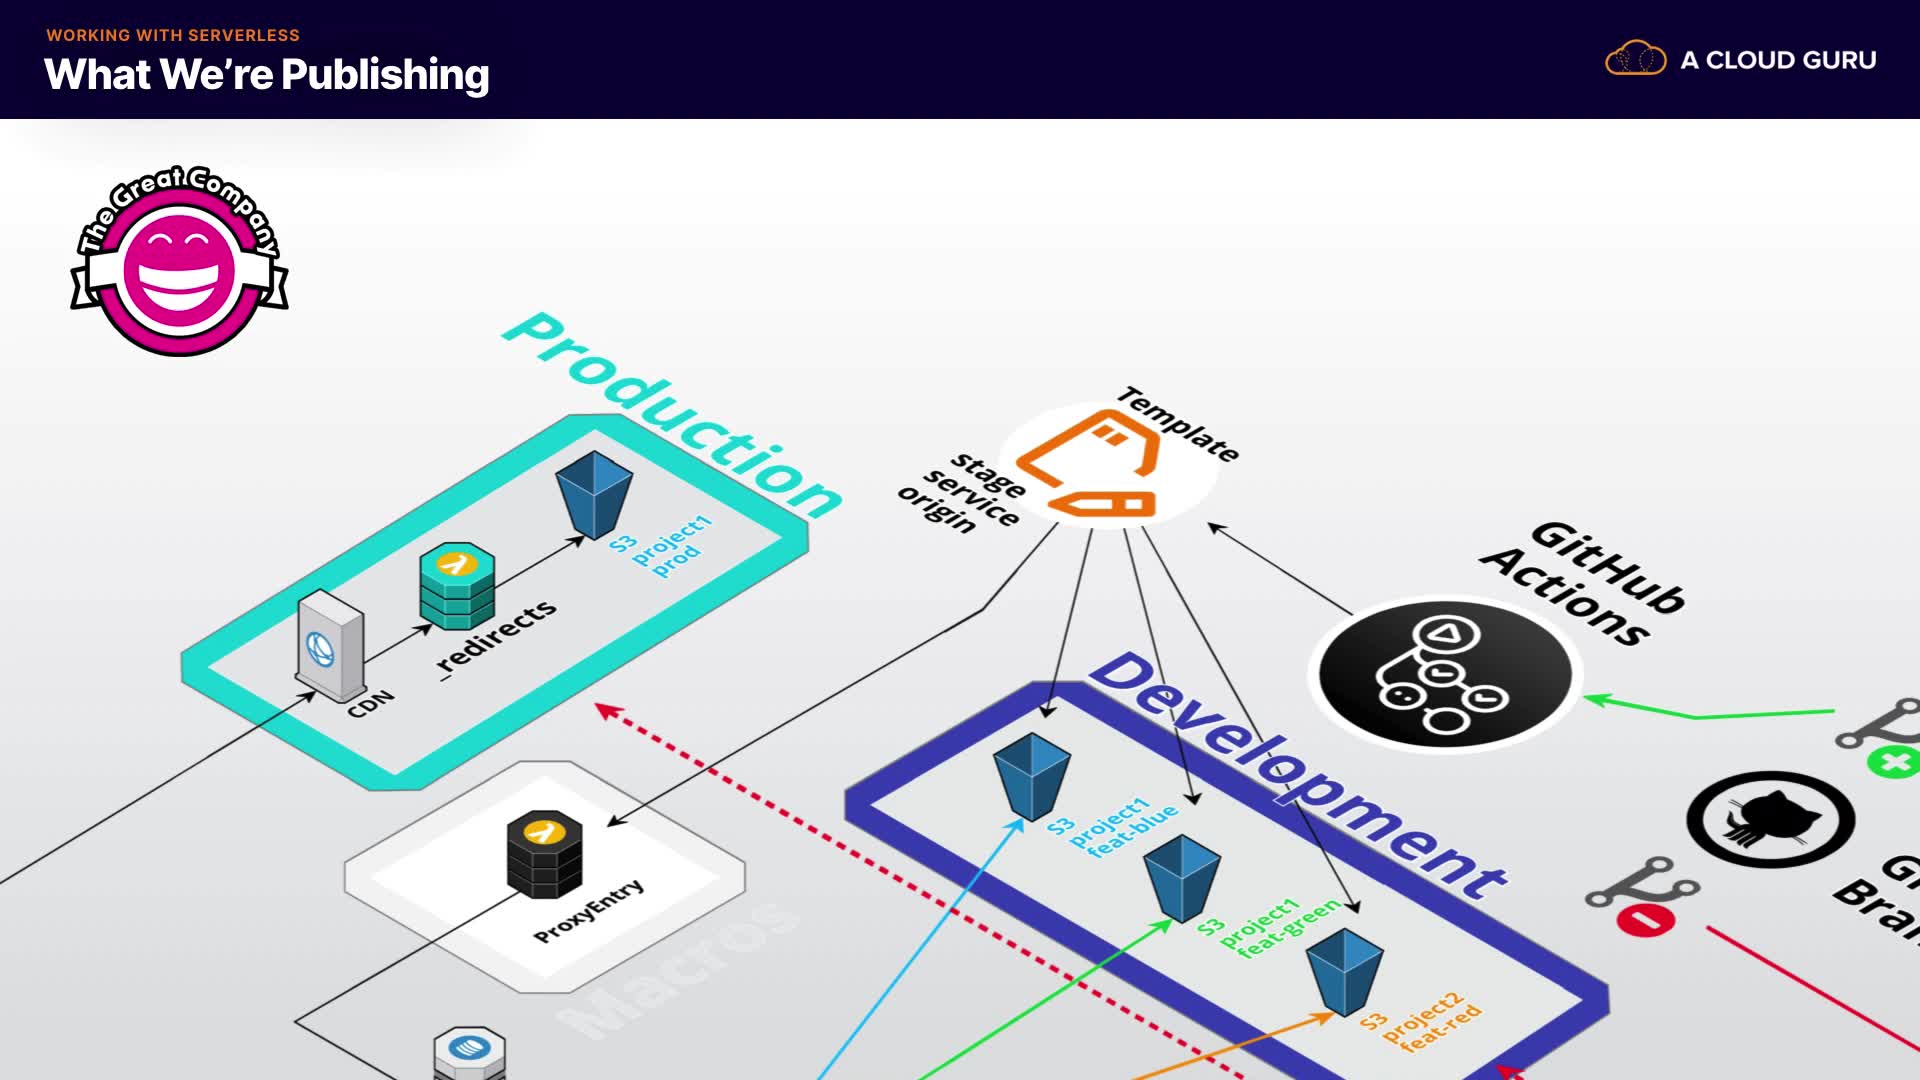 WORKING WITH SERVERLESS
What We're Publishing
A CLOUD GURU
The Great Company
Production
S3
project1
prod
_redirects
CDN
Template
stage
service
origin
GitHub
Actions
Development
S3
project1
feat-blue
S3
project1
feat-green
S3
project2
feat-red
ProxyEntry
Macros